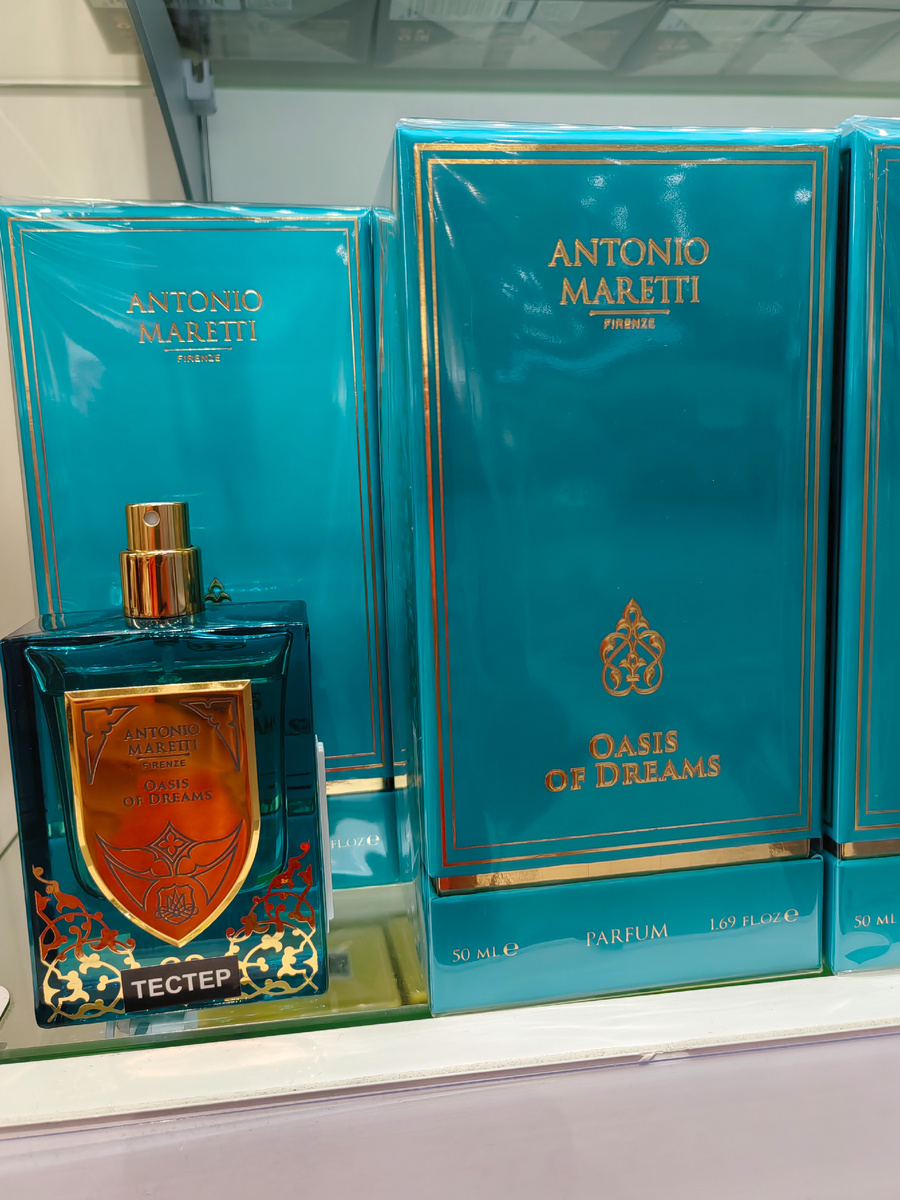 ANTONIO
MARETTI
FIRENZE
FL OZ ℮
ANTONIO
MARETTI
FIRENZE
OASIS
OF DREAMS
ТЕСТЕР
ANTONIO
MARETTI
FIRENZE
OASIS
OF DREAMS
50 ML ℮ PARFUM 1.69 FL OZ ℮
50 ML